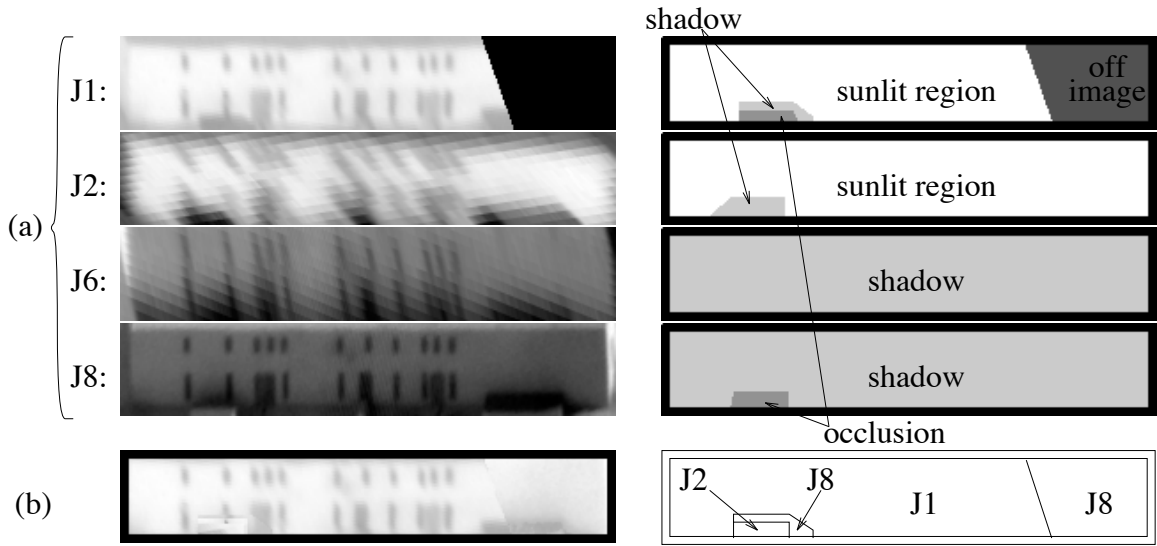 shadow
(a)
J1:
sunlit region
off
image
J2:
sunlit region
J6:
shadow
J8:
shadow
occlusion
(b)
J2
J8
J1
J8